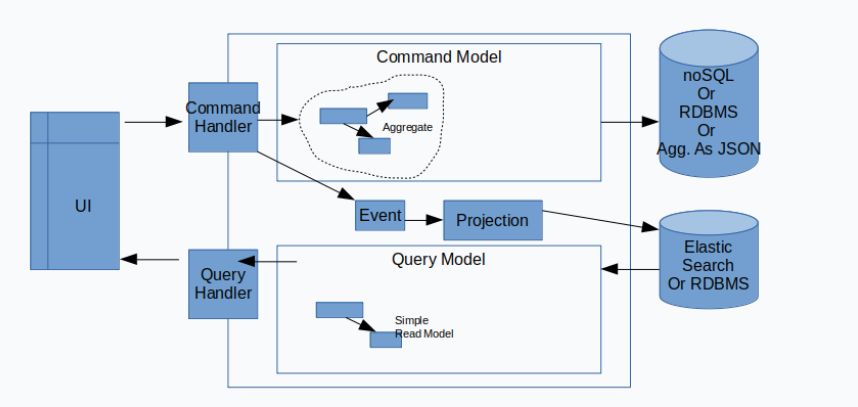 Command Model
noSQL
Or
RDBMS
Or
Agg. As JSON
Command
Handler
Aggregate
UI
Event
Projection
Query Model
Elastic
Search
Or RDBMS
Query
Handler
Simple
Read Model